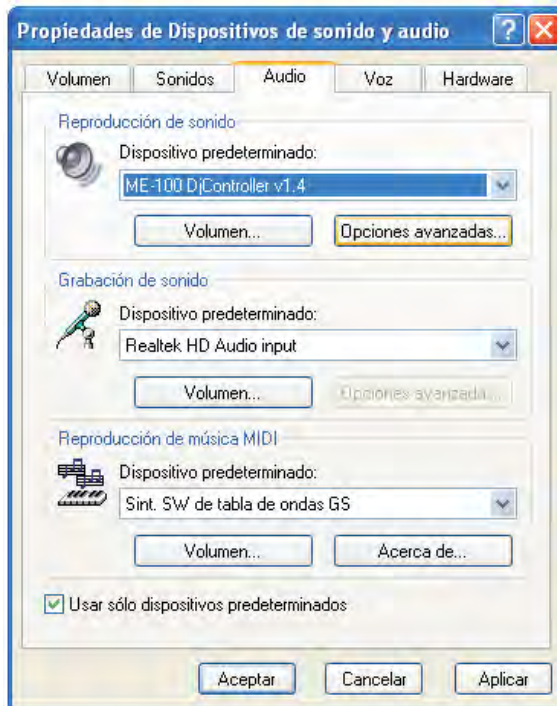 Propiedades de Dispositivos de sonido y audio
Volumen Sonidos Audio Voz Hardware
Reproducción de sonido
Dispositivo predeterminado:
ME-100 DjController v1.4
Volumen... Opciones avanzadas...
Grabación de sonido
Dispositivo predeterminado:
Realtek HD Audio input
Volumen... Opciones avanzada...
Reproducción de música MIDI
Dispositivo predeterminado:
Sint. SW de tabla de ondas GS
Volumen... Acerca de...
Usar sólo dispositivos predeterminados
Aceptar Cancelar Aplicar